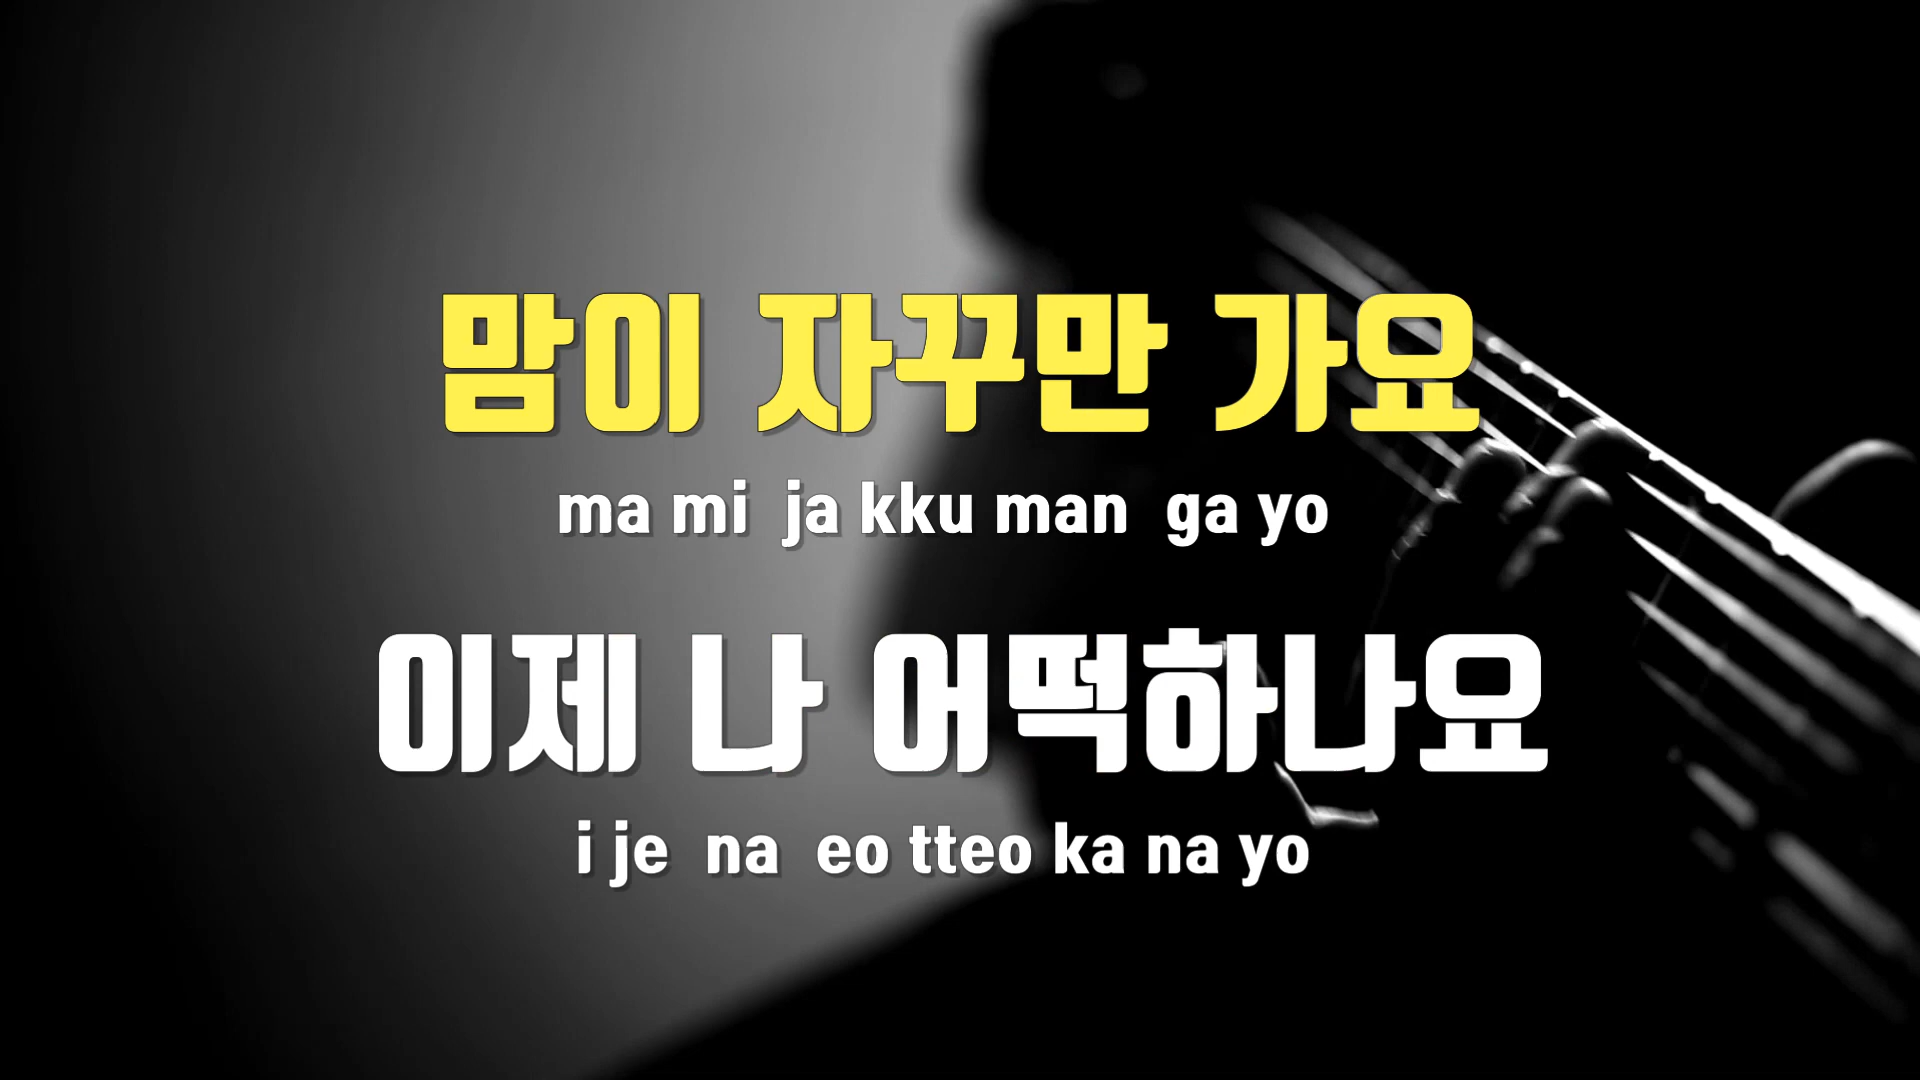 맘이 자꾸만 가요
ma mi ja kku man ga yo
이제 나 어떡하나요
i je na eo tteo ka na yo